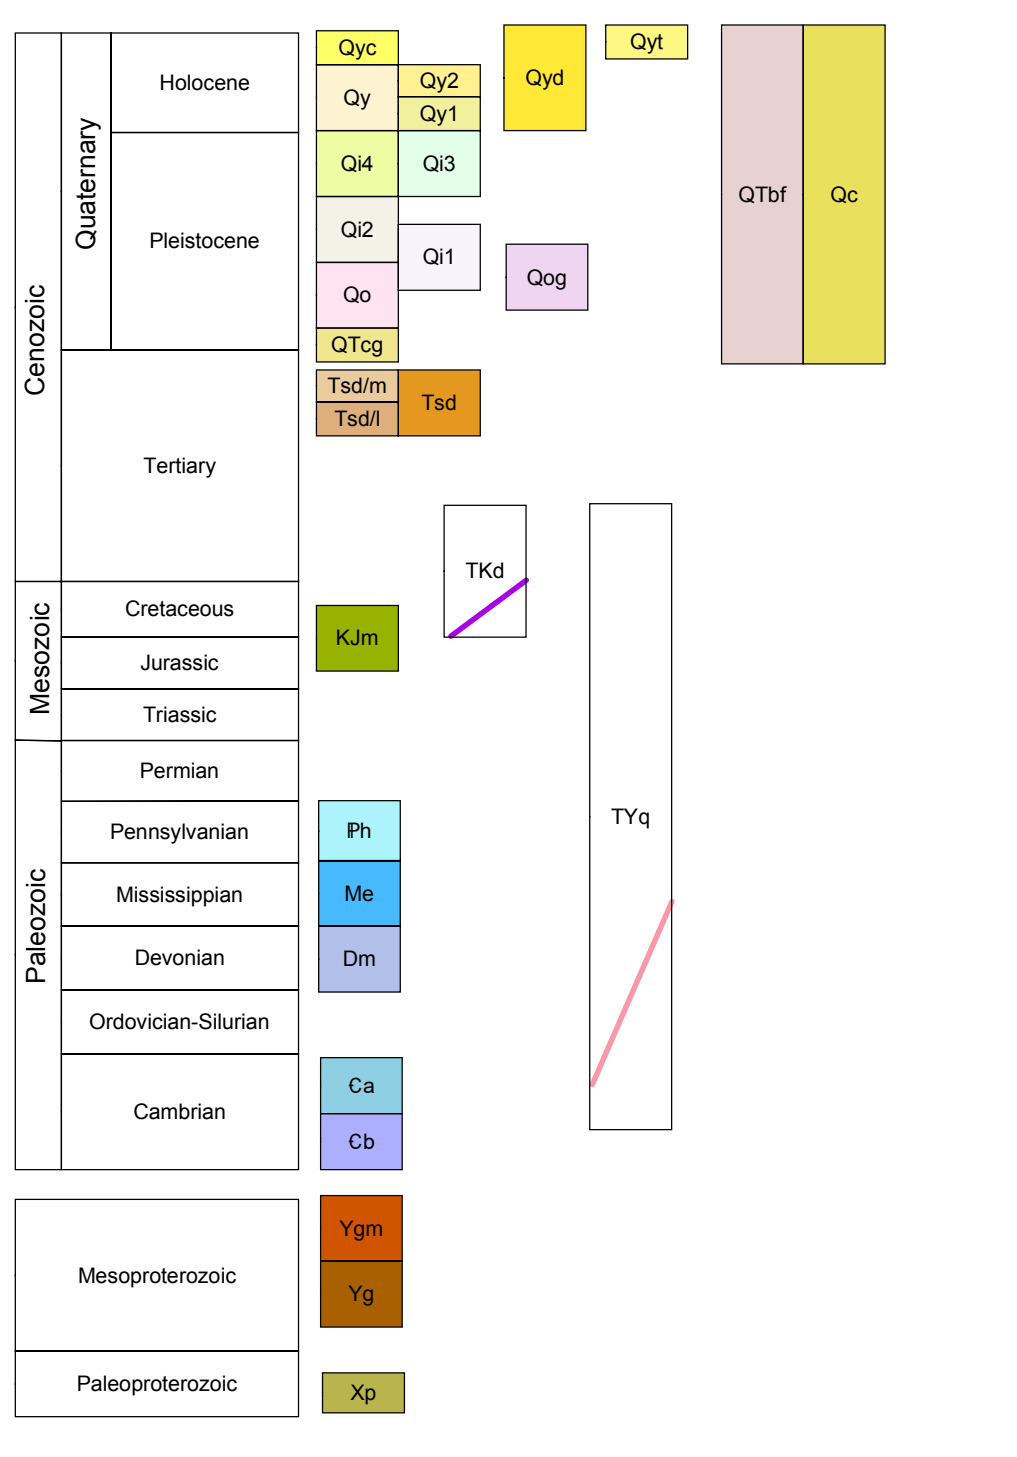 Cenozoic
Quaternary
Holocene
Pleistocene
Tertiary
Mesozoic
Cretaceous
Jurassic
Triassic
Paleozoic
Permian
Pennsylvanian
Mississippian
Devonian
Ordovician-Silurian
Cambrian
Mesoproterozoic
Paleoproterozoic
Qyc
Qy
Qy2
Qy1
Qi4
Qi3
Qi2
Qi1
Qo
QTcg
Tsd/m
Tsd/l
Tsd
KJm
Ph
Me
Dm
Ꞓa
Ꞓb
Ygm
Yg
Xp
Qyd
Qog
TKd
Qyt
TYq
QTbf
Qc